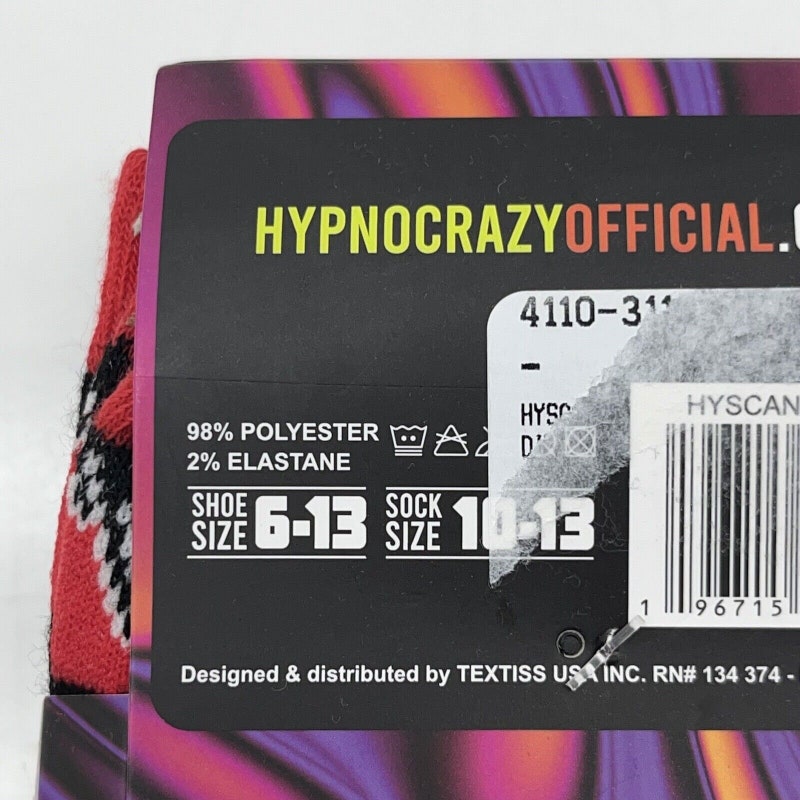 HYPNOCRAZYOFFICIAL.
4110-311
-
HYSCAN
98% POLYESTER
2% ELASTANE
SHOE SIZE 6-13
SOCK SIZE 10-13
1 96715
Designed & distributed by TEXTISS USA INC. RN# 134 374 -